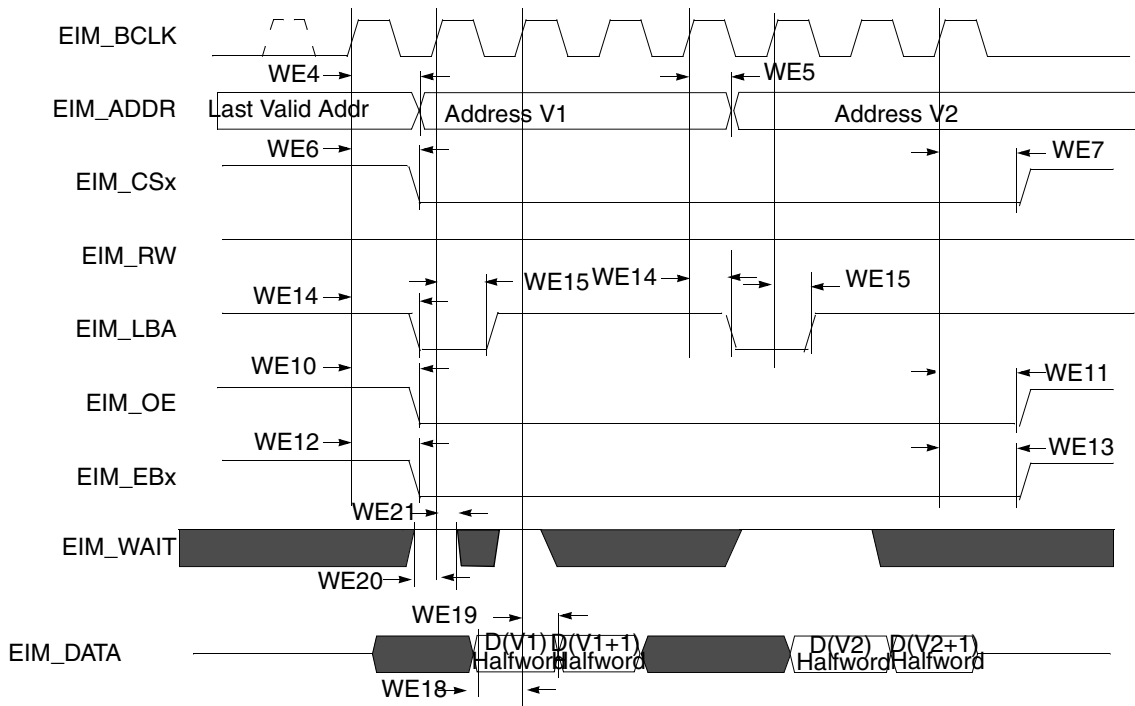 EIM_BCLK
WE4
WE5
EIM_ADDR
Last Valid Addr
Address V1
Address V2
WE6
WE7
EIM_CSx
EIM_RW
WE14
WE15
WE14
WE15
EIM_LBA
WE10
WE11
EIM_OE
WE12
WE13
EIM_EBx
WE21
EIM_WAIT
WE20
WE19
EIM_DATA
D(V1)
Halfword
D(V1+1)
Halfword
D(V2)
Halfword
D(V2+1)
Halfword
WE18